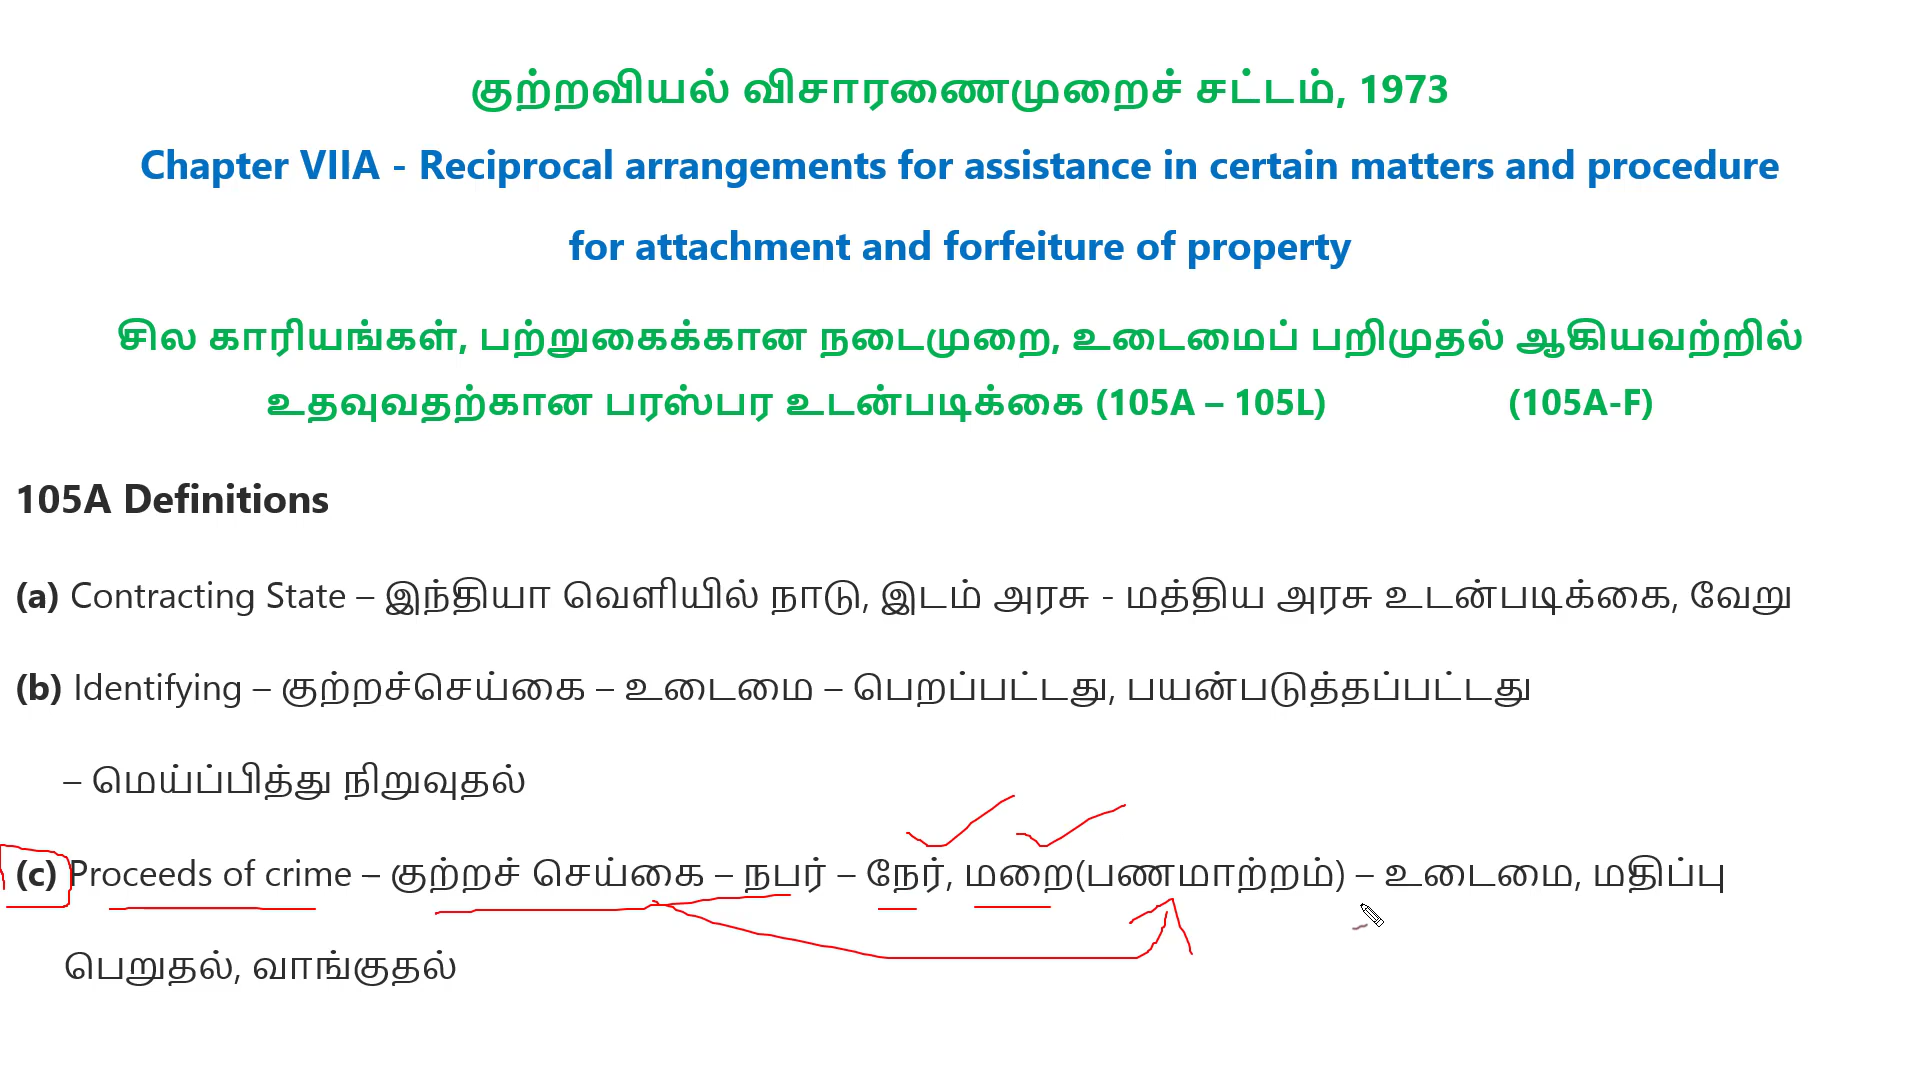 குற்றவியல் விசாரணைமுறைச் சட்டம், 1973
Chapter VIIA - Reciprocal arrangements for assistance in certain matters and procedure
for attachment and forfeiture of property
சில காரியங்கள், பற்றுகைக்கான நடைமுறை, உடைமைப் பறிமுதல் ஆகியவற்றில்
உதவுவதற்கான பரஸ்பர உடன்படிக்கை (105A – 105L) (105A-F)
105A Definitions
(a) Contracting State – இந்தியா வெளியில் நாடு, இடம் அரசு - மத்திய அரசு உடன்படிக்கை, வேறு
(b) Identifying – குற்றச்செய்கை – உடைமை – பெறப்பட்டது, பயன்படுத்தப்பட்டது
– மெய்ப்பித்து நிறுவுதல்
(c) Proceeds of crime – குற்றச் செய்கை – நபர் – நேர், மறை(பணமாற்றம்) – உடைமை, மதிப்பு
பெறுதல், வாங்குதல்